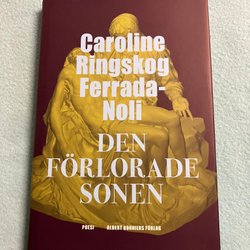 Caroline
Ringskog
Ferrada-
Noli
DEN
FÖRLORADE
SONEN
POESI ALBERT BONNIERS FÖRLAG